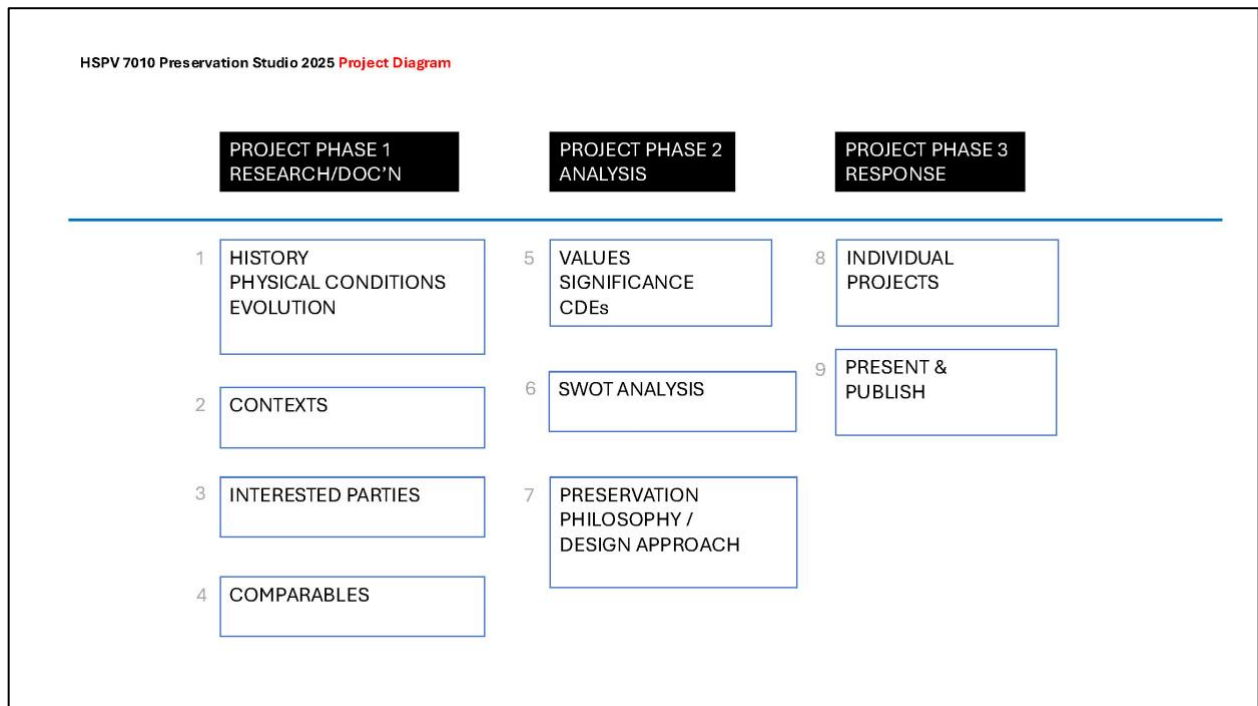 HSPV 7010 Preservation Studio 2025 Project Diagram
PROJECT PHASE 1
RESEARCH/DOC’N
PROJECT PHASE 2
ANALYSIS
PROJECT PHASE 3
RESPONSE
1
HISTORY
PHYSICAL CONDITIONS
EVOLUTION
2
CONTEXTS
3
INTERESTED PARTIES
4
COMPARABLES
5
VALUES
SIGNIFICANCE
CDEs
6
SWOT ANALYSIS
7
PRESERVATION
PHILOSOPHY /
DESIGN APPROACH
8
INDIVIDUAL
PROJECTS
9
PRESENT &
PUBLISH